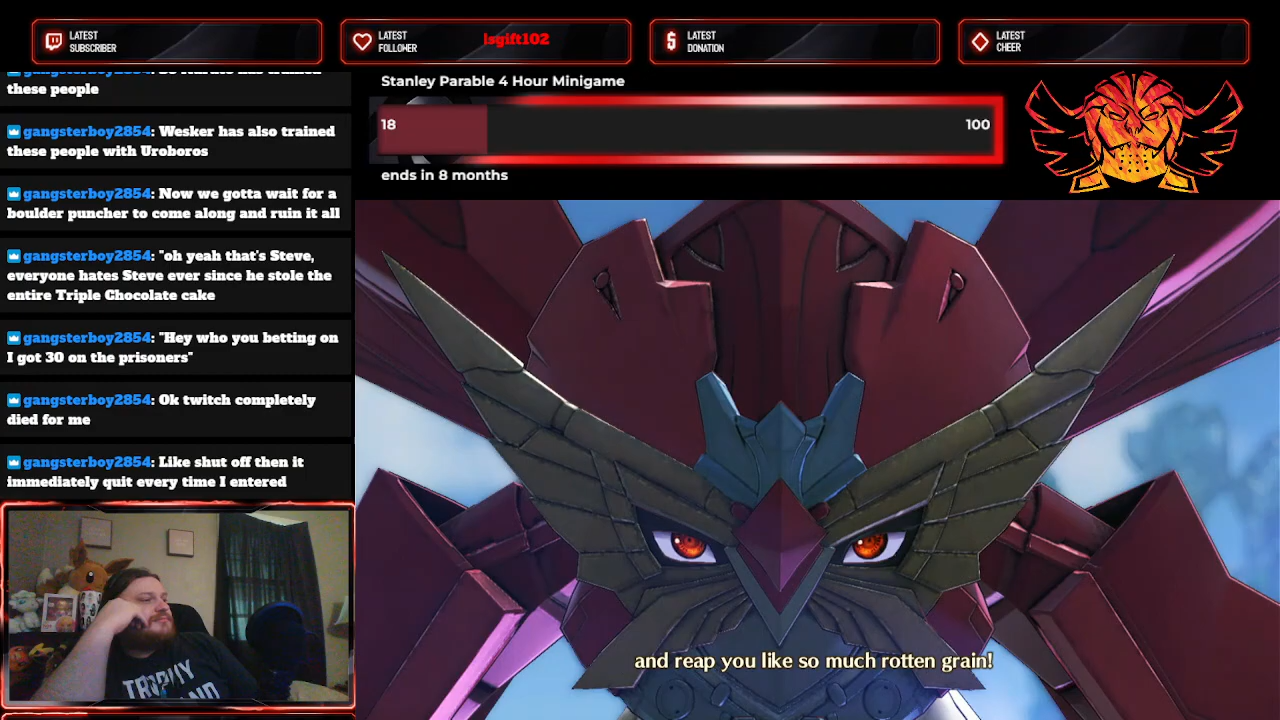 LATEST
SUBSCRIBER
LATEST
FOLLOWER
lsgift102
LATEST
DONATION
LATEST
CHEER
Stanley Parable 4 Hour Minigame
18
100
ends in 8 months
these people
gangsterboy2854: Wesker has also trained
these people with Uroboros
gangsterboy2854: Now we gotta wait for a
boulder puncher to come along and ruin it all
gangsterboy2854: "oh yeah that's Steve,
everyone hates Steve ever since he stole the
entire Triple Chocolate cake
gangsterboy2854: "Hey who you betting on
I got 30 on the prisoners"
gangsterboy2854: Ok twitch completely
died for me
gangsterboy2854: Like shut off then it
immediately quit every time I entered
and reap you like so much rotten grain!